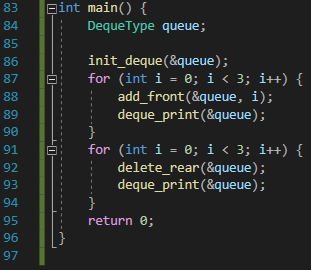 83 int main() {
84 DequeType queue;
85
86 init_deque(&queue);
87 for (int i = 0; i < 3; i++) {
88 add_front(&queue, i);
89 deque_print(&queue);
90 }
91 for (int i = 0; i < 3; i++) {
92 delete_rear(&queue);
93 deque_print(&queue);
94 }
95 return 0;
96 }
97